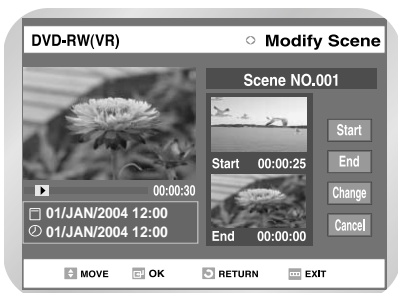 DVD-RW(VR)
Modify Scene
Scene NO.001
Start 00:00:25
End 00:00:00
Start
End
Change
Cancel
00:00:30
01/JAN/2004 12:00
01/JAN/2004 12:00
MOVE OK RETURN EXIT